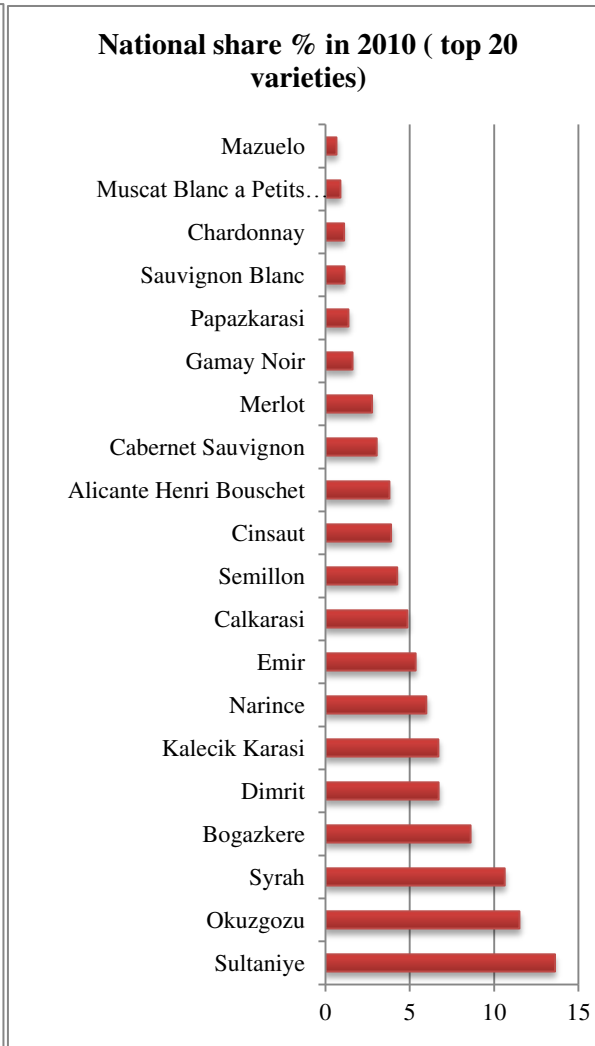 National share % in 2010 ( top 20
varieties)
Mazuelo
Muscat Blanc a Petits…
Chardonnay
Sauvignon Blanc
Papazkarasi
Gamay Noir
Merlot
Cabernet Sauvignon
Alicante Henri Bouschet
Cinsaut
Semillon
Calkarasi
Emir
Narince
Kalecik Karasi
Dimrit
Bogazkere
Syrah
Okuzgozu
Sultaniye
0 5 10 15